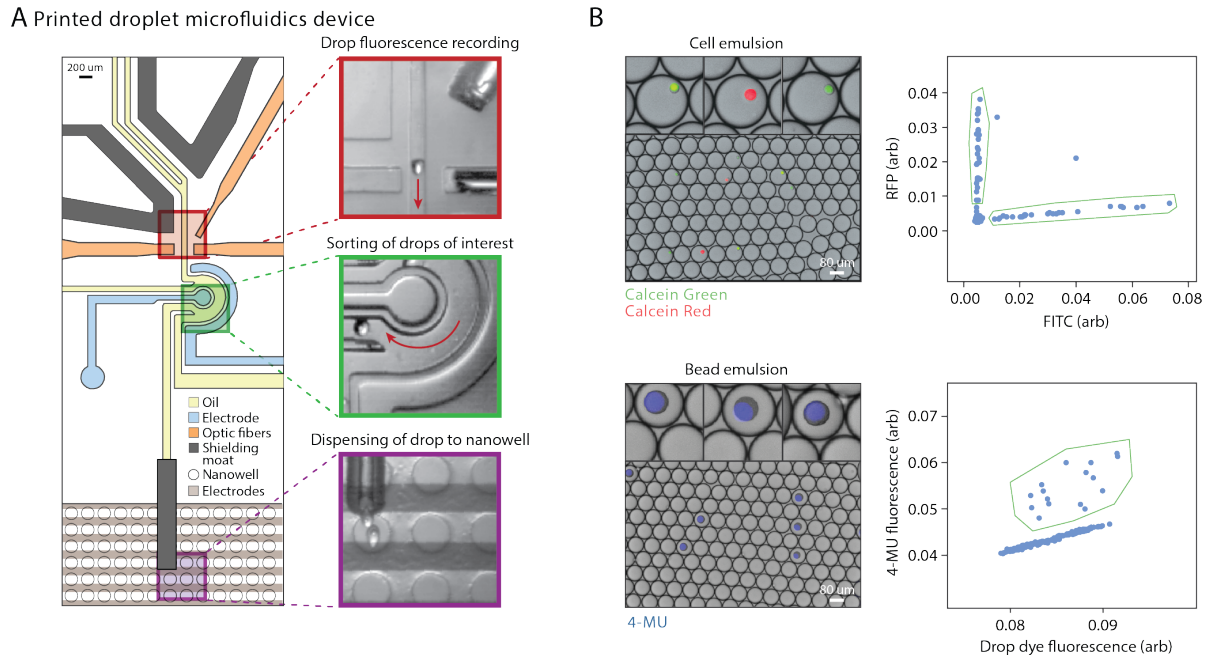 A Printed droplet microfluidics device
200 um
Drop fluorescence recording
Sorting of drops of interest
Dispensing of drop to nanowell
Oil
Electrode
Optic fibers
Shielding
moat
Nanowell
Electrodes
B
Cell emulsion
80 um
Calcein Green
Calcein Red
RFP (arb)
0.04
0.03
0.02
0.01
0.00
0.00
0.02
0.04
0.06
0.08
FITC (arb)
Bead emulsion
80 um
4-MU
4-MU fluorescence (arb)
0.07
0.06
0.05
0.04
0.08
0.09
Drop dye fluorescence (arb)